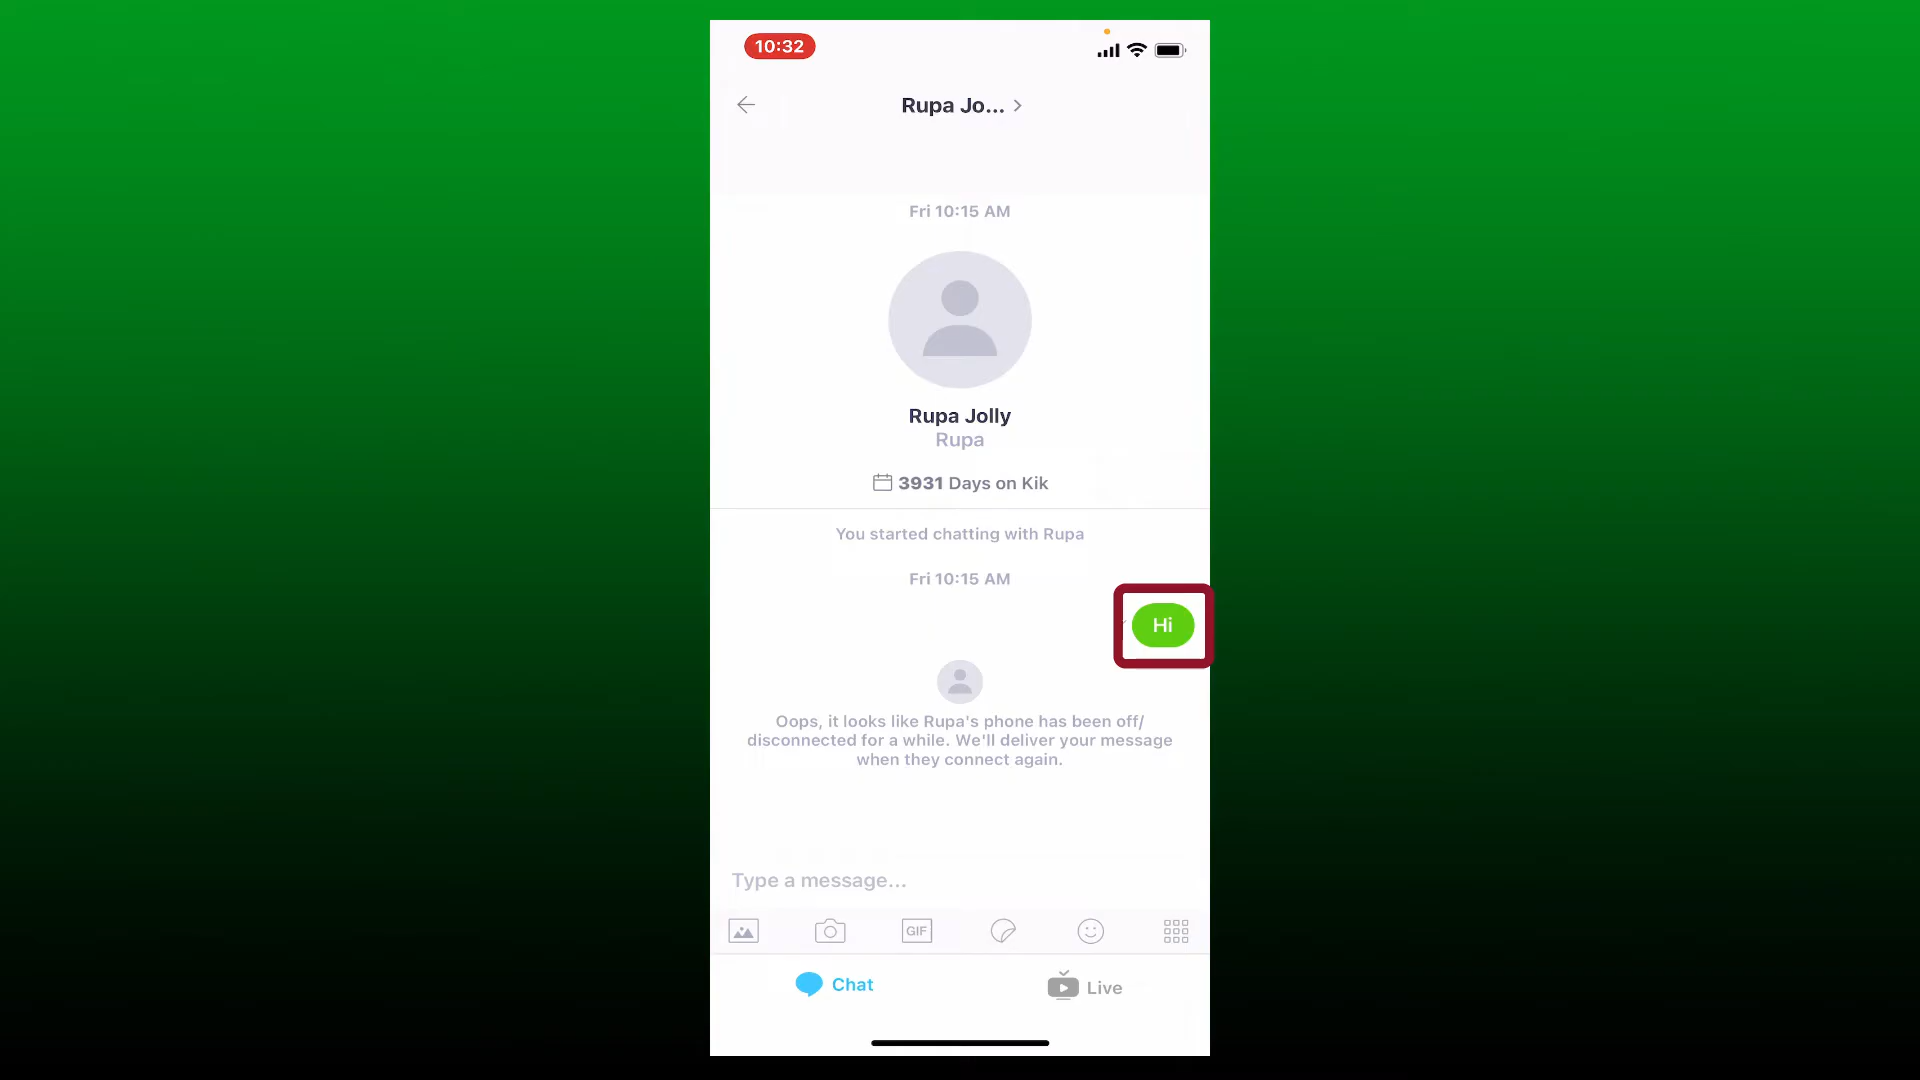 10:32
Rupa Jo...
Fri 10:15 AM
Rupa Jolly
Rupa
3931 Days on Kik
You started chatting with Rupa
Fri 10:15 AM
Hi
Oops, it looks like Rupa's phone has been off/
disconnected for a while. We'll deliver your message
when they connect again.
Type a message...
GIF
Chat
Live